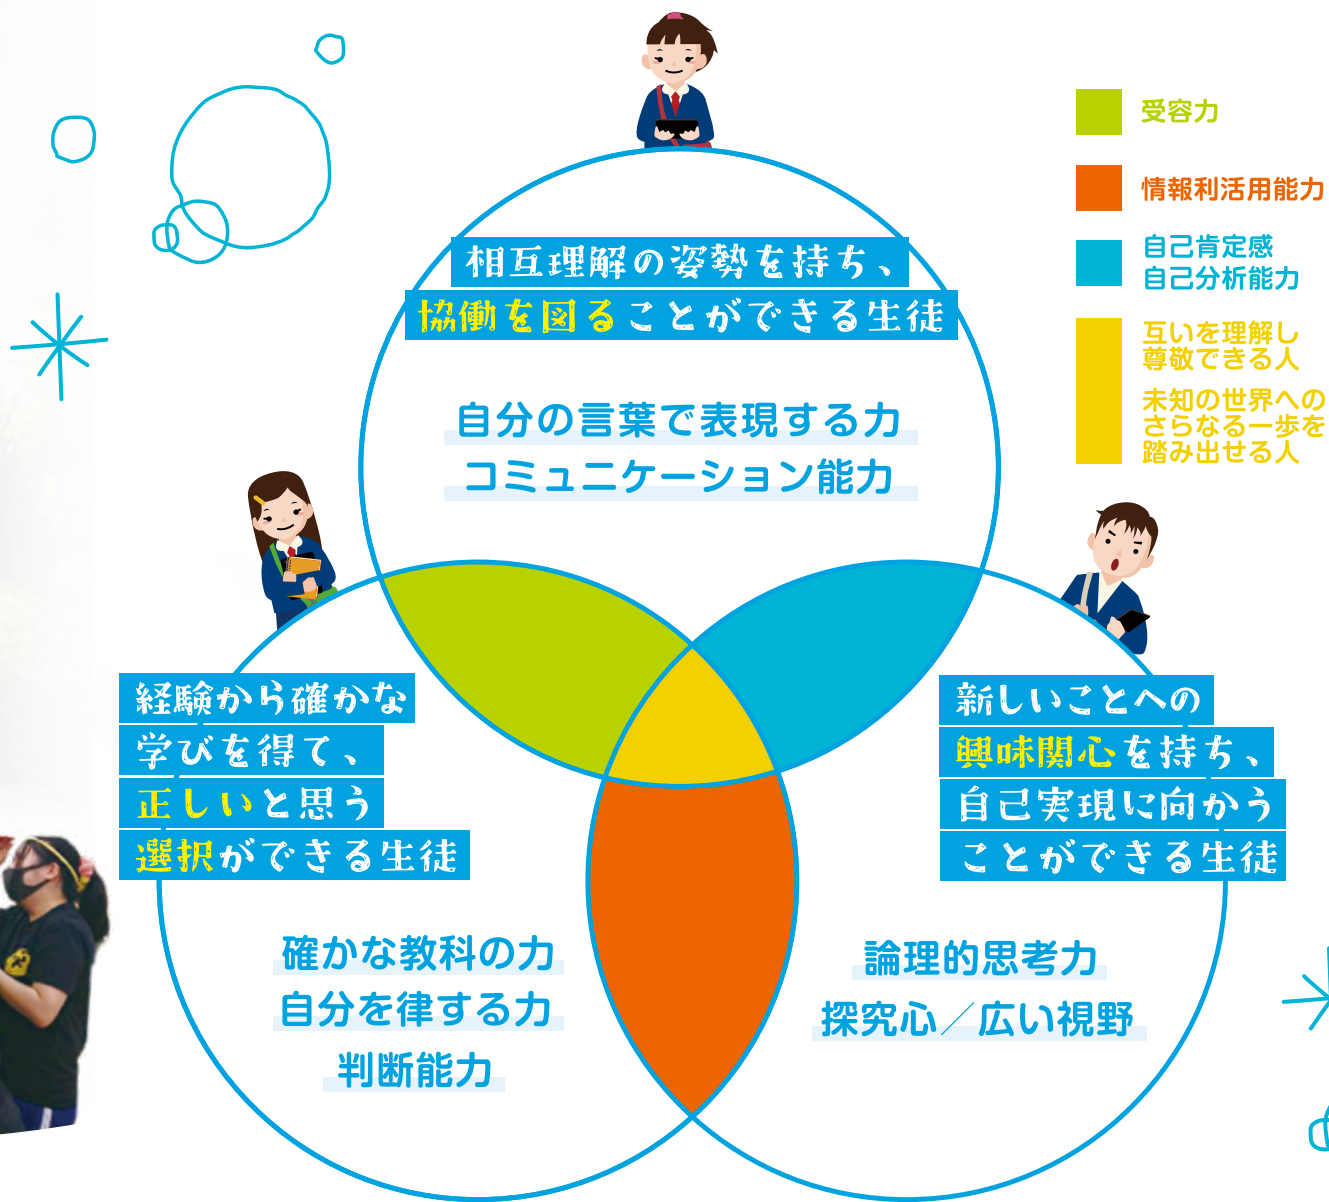 受容力
情報利活用能力
自己肯定感
自己分析能力
互いを理解し
尊敬できる人
未知の世界への
さらなる一歩を
踏み出せる人
相互理解の姿勢を持ち、
協働を図ることができる生徒
自分の言葉で表現する力
コミュニケーション能力
経験から確かな
学びを得て、
正しいと思う
選択ができる生徒
確かな教科の力
自分を律する力
判断能力
新しいことへの
興味関心を持ち、
自己実現に向かう
ことができる生徒
論理的思考力
探究心／広い視野